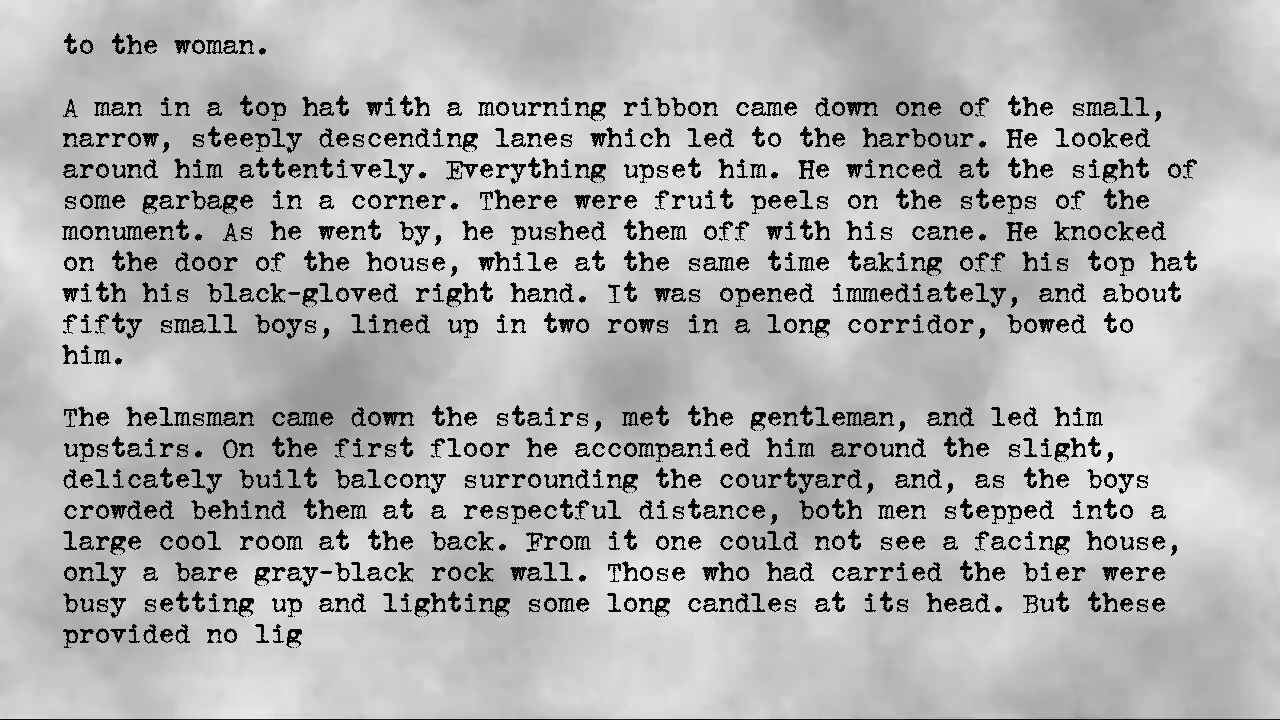 to the woman.
A man in a top hat with a mourning ribbon came down one of the small,
narrow, steeply descending lanes which led to the harbour. He looked
around him attentively. Everything upset him. He winced at the sight of
some garbage in a corner. There were fruit peels on the steps of the
monument. As he went by, he pushed them off with his cane. He knocked
on the door of the house, while at the same time taking off his top hat
with his black-gloved right hand. It was opened immediately, and about
fifty small boys, lined up in two rows in a long corridor, bowed to
him.
The helmsman came down the stairs, met the gentleman, and led him
upstairs. On the first floor he accompanied him around the slight,
delicately built balcony surrounding the courtyard, and, as the boys
crowded behind them at a respectful distance, both men stepped into a
large cool room at the back. From it one could not see a facing house,
only a bare gray-black rock wall. Those who had carried the bier were
busy setting up and lighting some long candles at its head. But these
provided no lig